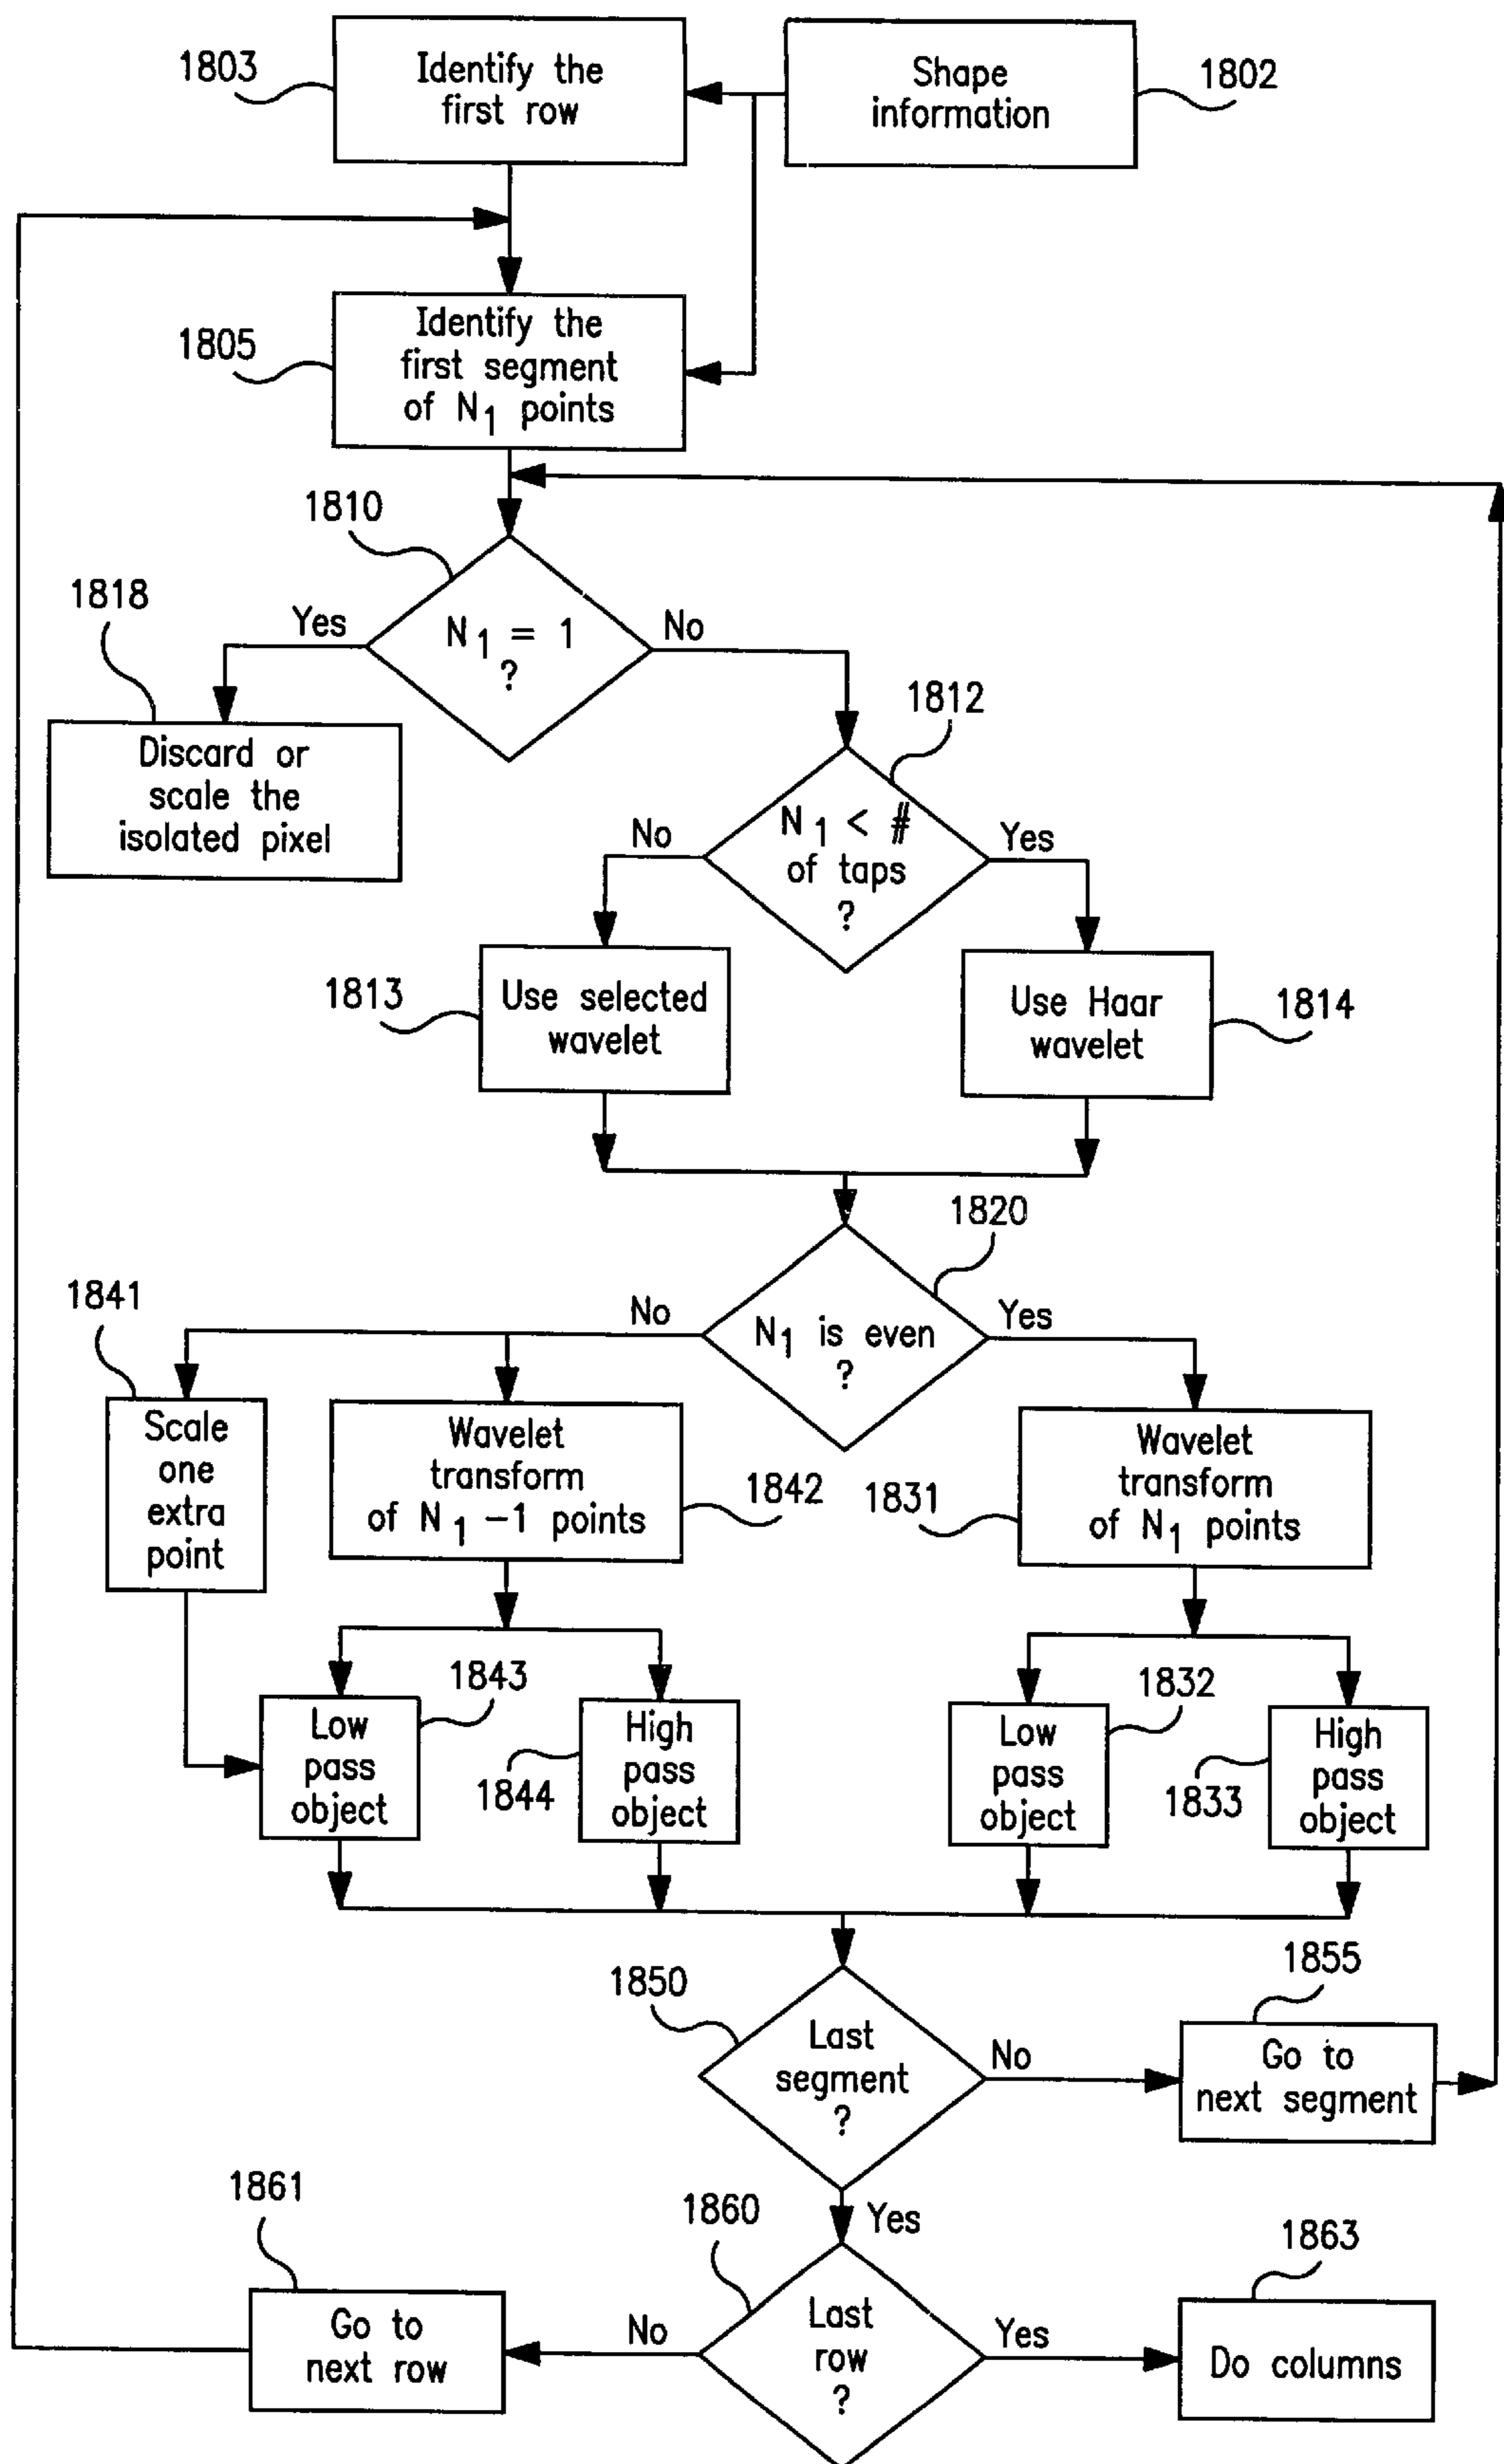 1803
Identify the
first row
Shape
information
1802
1805
Identify the
first segment
of N1 points
1810
1818
Yes
N1 = 1
?
No
Discard or
scale the
isolated pixel
1812
N1 < #
of taps
?
No
Yes
1813
Use selected
wavelet
Use Haar
wavelet
1814
1820
1841
No
N1 is even
?
Yes
Scale
one
extra
point
Wavelet
transform
of N1 -1 points
1842
1831
Wavelet
transform
of N1 points
1843
Low
pass
object
1844
High
pass
object
1832
Low
pass
object
1833
High
pass
object
1850
Last
segment
?
No
1855
Go to
next segment
Yes
1861
Go to
next row
1860
No
Last
row
?
Yes
1863
Do columns